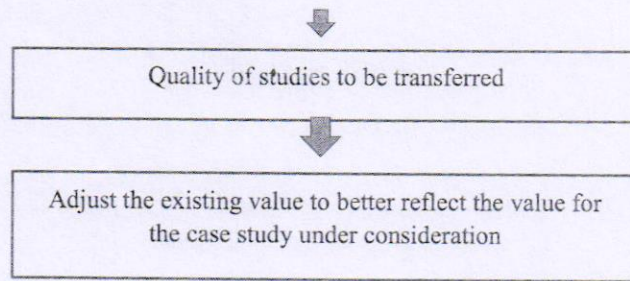 Quality of studies to be transferred
Adjust the existing value to better reflect the value for
the case study under consideration